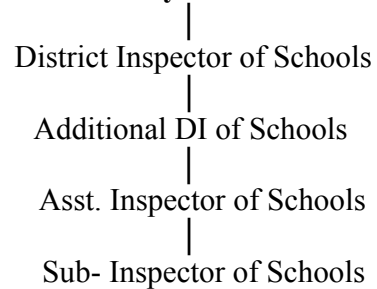 District Inspector of Schools
Additional DI of Schools
Asst. Inspector of Schools
Sub- Inspector of Schools